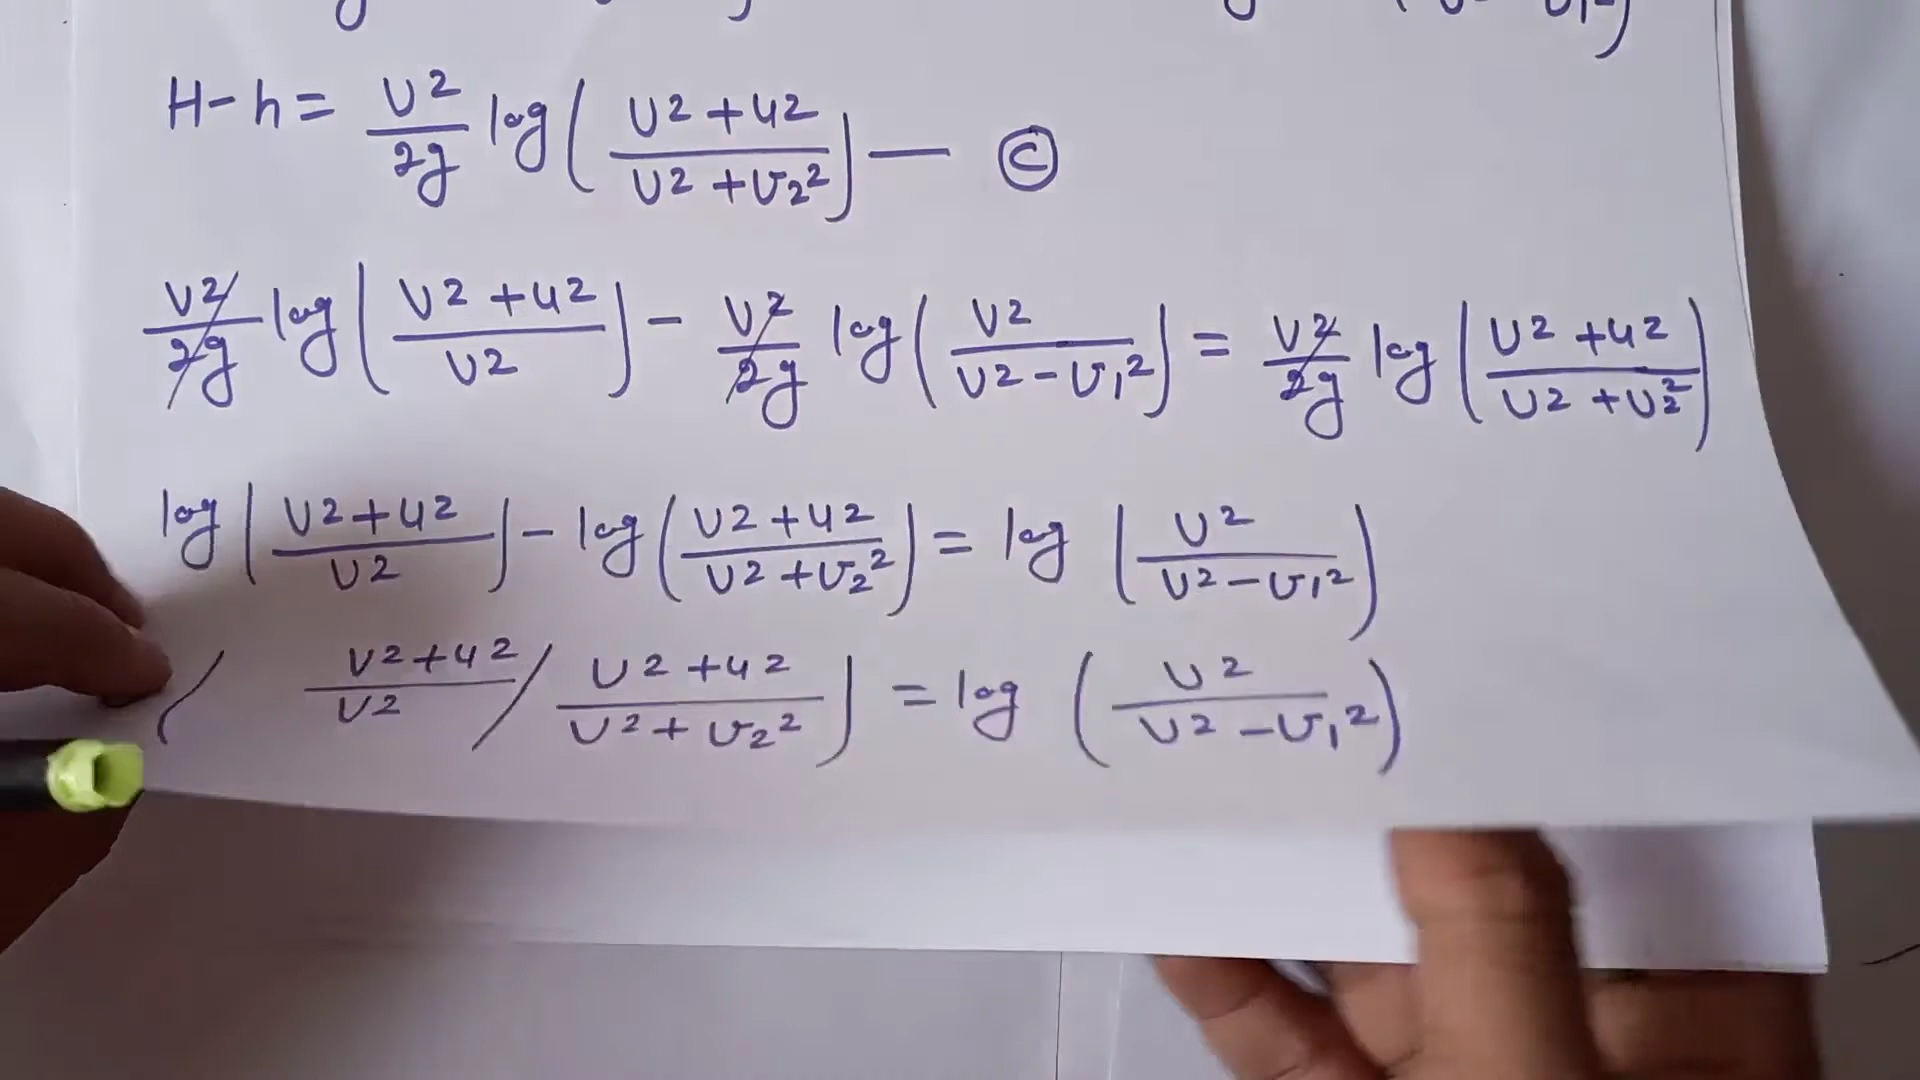 H-h = V²/2g log(V²+u²/V²+v₂²) — ⓒ
V²/2g log(V²+u²/V²) - V²/2g log(V²/V²-v₁²) = V²/2g log(V²+u²/V²+v₂²)
log(V²+u²/V²) - log(V²+u²/V²+v₂²) = log(V²/V²-v₁²)
(V²+u²/V² / V²+u²/V²+v₂²) = log(V²/V²-v₁²)